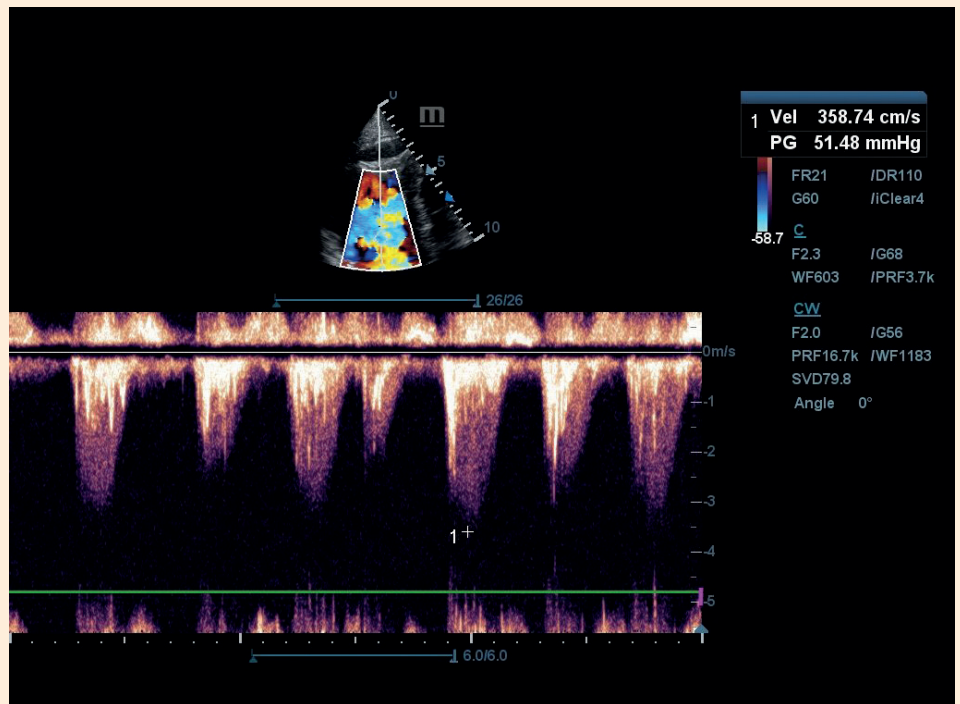 0
m
5
10
1 Vel 358.74 cm/s
PG 51.48 mmHg
-58.7
FR21 /DR110
G60 /iClear4
C
F2.3 /G68
WF603 /PRF3.7k
CW
F2.0 /G56
PRF16.7k /WF1183
SVD79.8
Angle 0°
26/26
0m/s
-1
-2
-3
1
-4
-5
6.0/6.0